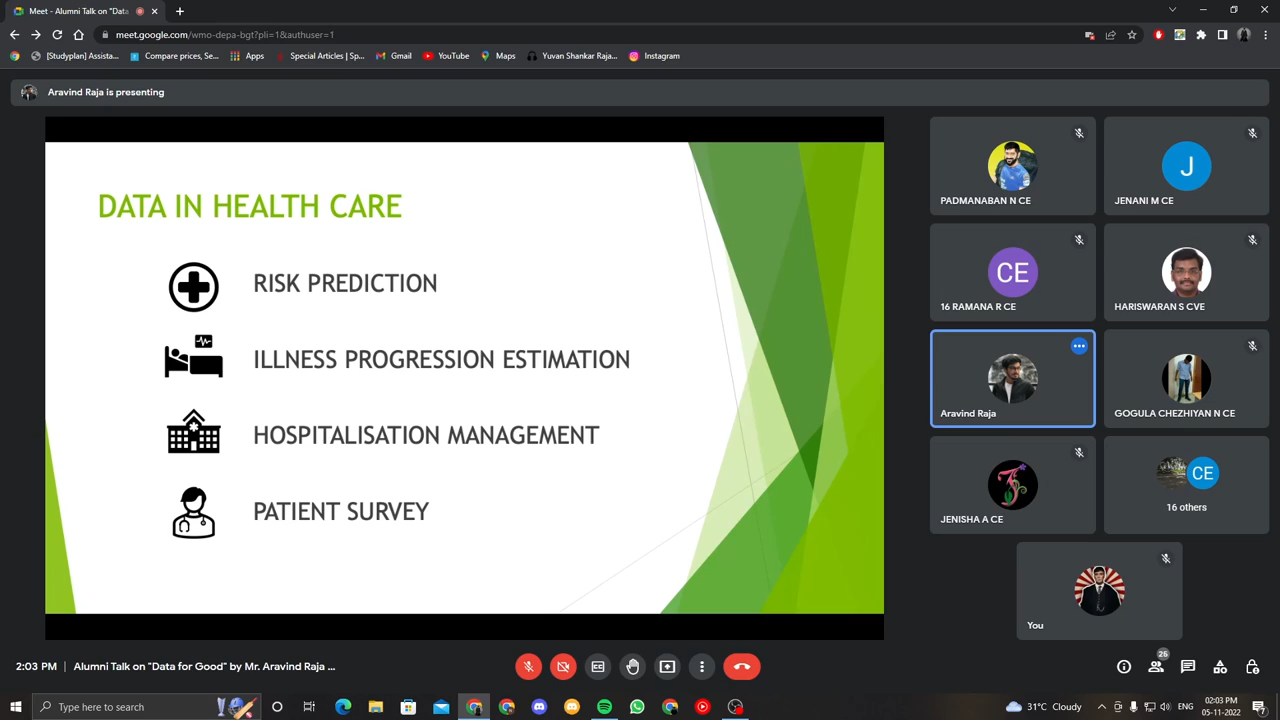 Meet - Alumni Talk on "Data
meet.google.com/wmo-depa-bgt?pli=1&authuser=1
[Studyplan] Assista...
Compare prices, Se...
Apps
Special Articles | Sp...
Gmail
YouTube
Maps
Yuvan Shankar Raja...
Instagram
Aravind Raja is presenting
DATA IN HEALTH CARE
RISK PREDICTION
ILLNESS PROGRESSION ESTIMATION
HOSPITALISATION MANAGEMENT
PATIENT SURVEY
PADMANABAN N CE
J
JENANI M CE
CE
16 RAMANA R CE
HARISWARAN S CVE
Aravind Raja
GOGULA CHEZHIYAN N CE
JENISHA A CE
CE
16 others
You
2:03 PM | Alumni Talk on "Data for Good" by Mr. Aravind Raja ...
25
Type here to search
31°C Cloudy
ENG
02:03 PM
05-11-2022